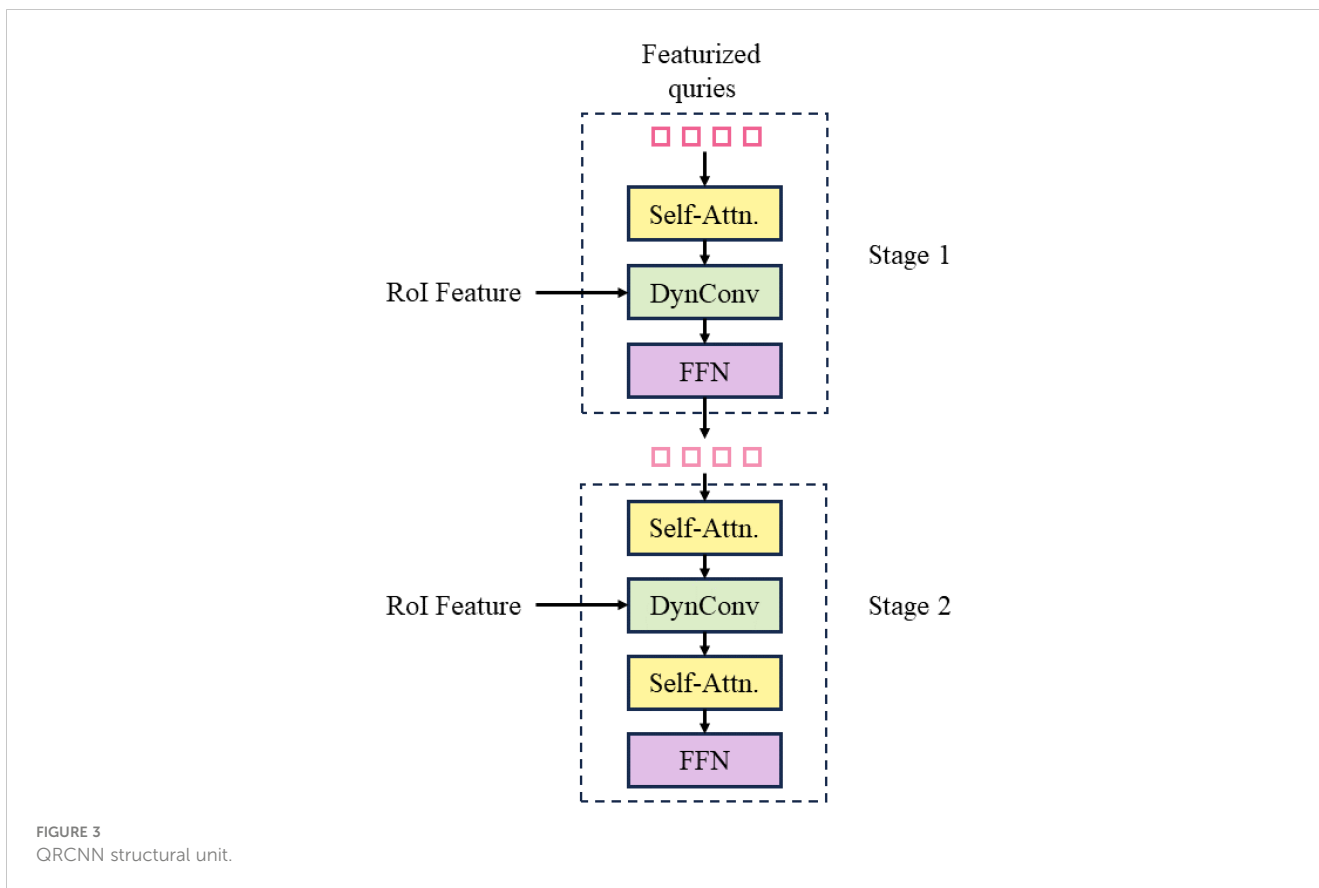 Featurized
quries
Self-Attn.
Stage 1
RoI Feature
DynConv
FFN
Self-Attn.
RoI Feature
DynConv
Stage 2
Self-Attn.
FFN
FIGURE 3
QRCNN structural unit.